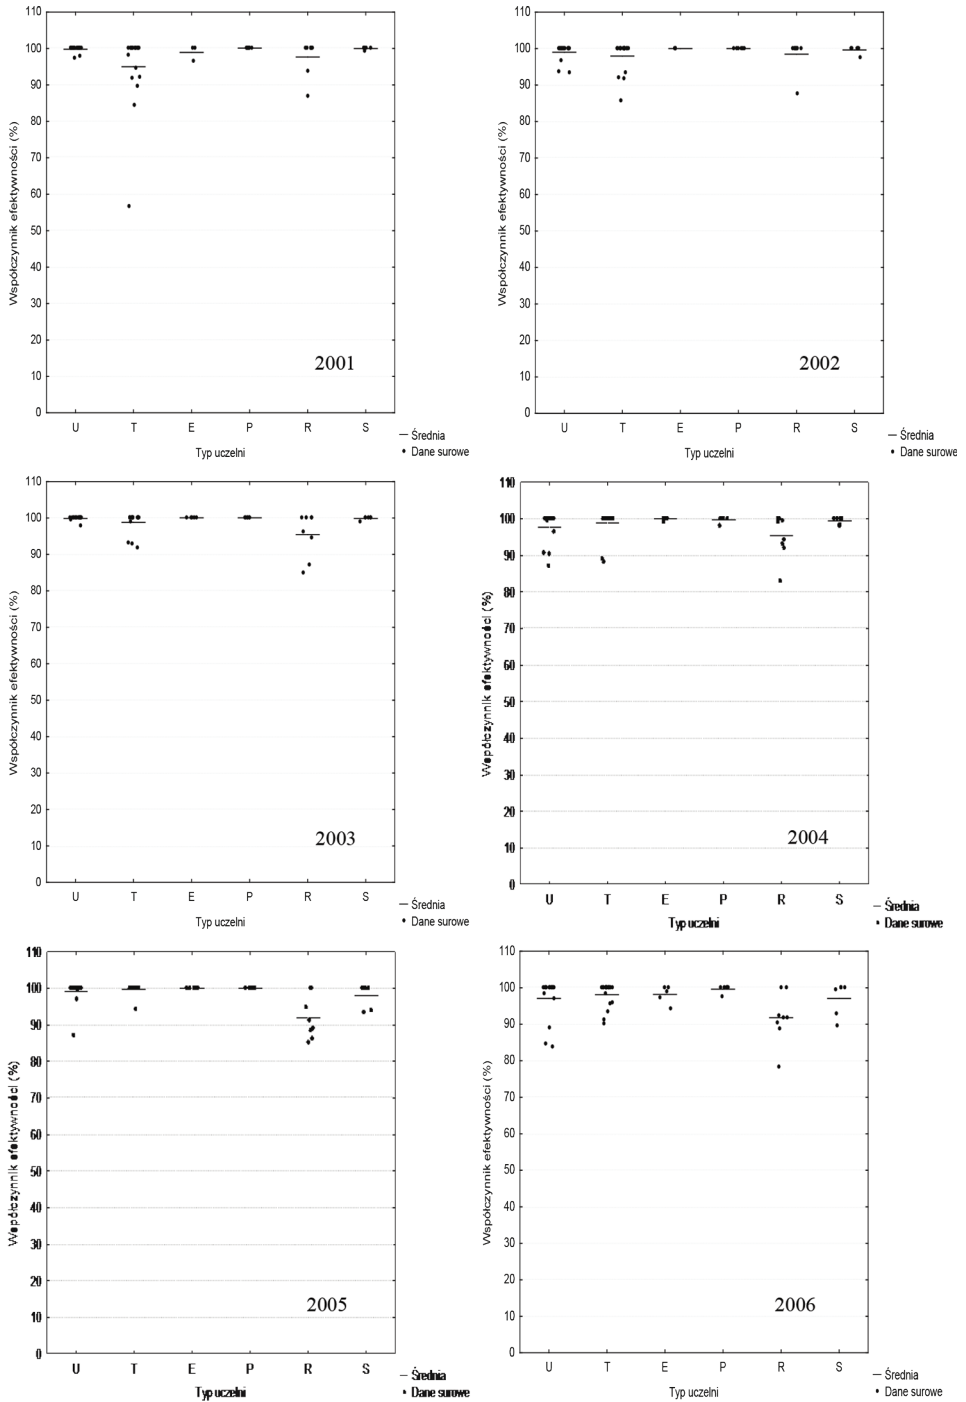 110
100
90
80
70
60
50
40
30
20
10
0
Współczynnik efektywności (%)
2001
U T E P R S
Typ uczelni
— Średnia
• Dane surowe
110
100
90
80
70
60
50
40
30
20
10
0
Współczynnik efektywności (%)
2002
U T E P R S
Typ uczelni
— Średnia
• Dane surowe
110
100
90
80
70
60
50
40
30
20
10
0
Współczynnik efektywności (%)
2003
U T E P R S
Typ uczelni
— Średnia
• Dane surowe
110
100
90
80
70
60
50
40
30
20
10
0
Współczynnik efektywności (%)
2004
U T E P R S
Typ uczelni
— Średnia
• Dane surowe
110
100
90
80
70
60
50
40
30
20
10
0
Współczynnik efektywności (%)
2005
U T E P R S
Typ uczelni
— Średnia
• Dane surowe
110
100
90
80
70
60
50
40
30
20
10
0
Współczynnik efektywności (%)
2006
U T E P R S
Typ uczelni
— Średnia
• Dane surowe